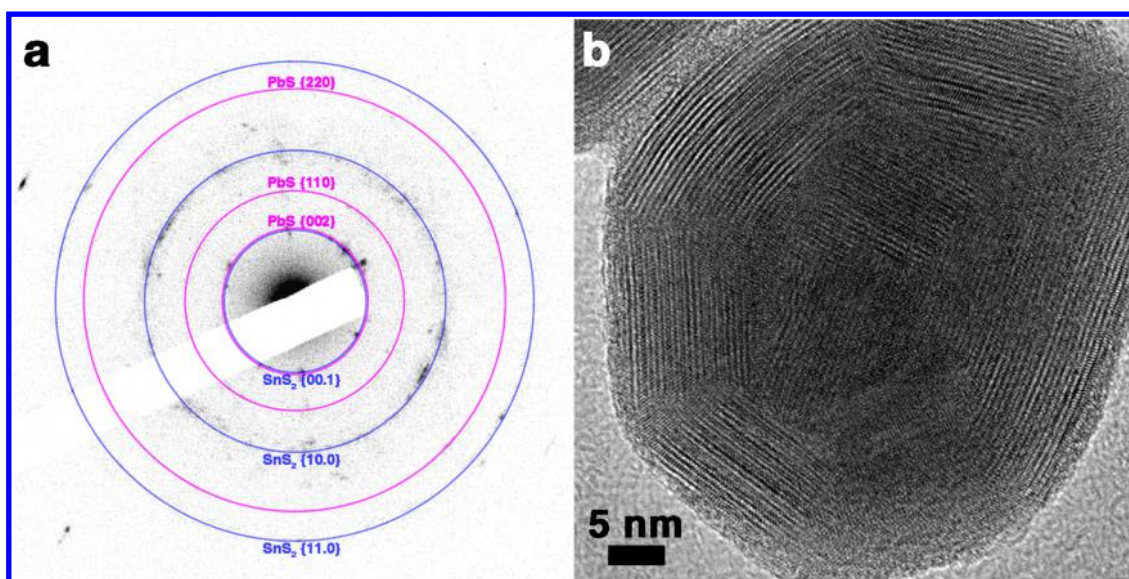 a
PbS {220}
PbS {110}
PbS {002}
SnS₂ {00.1}
SnS₂ {10.0}
SnS₂ {11.0}
b
5 nm